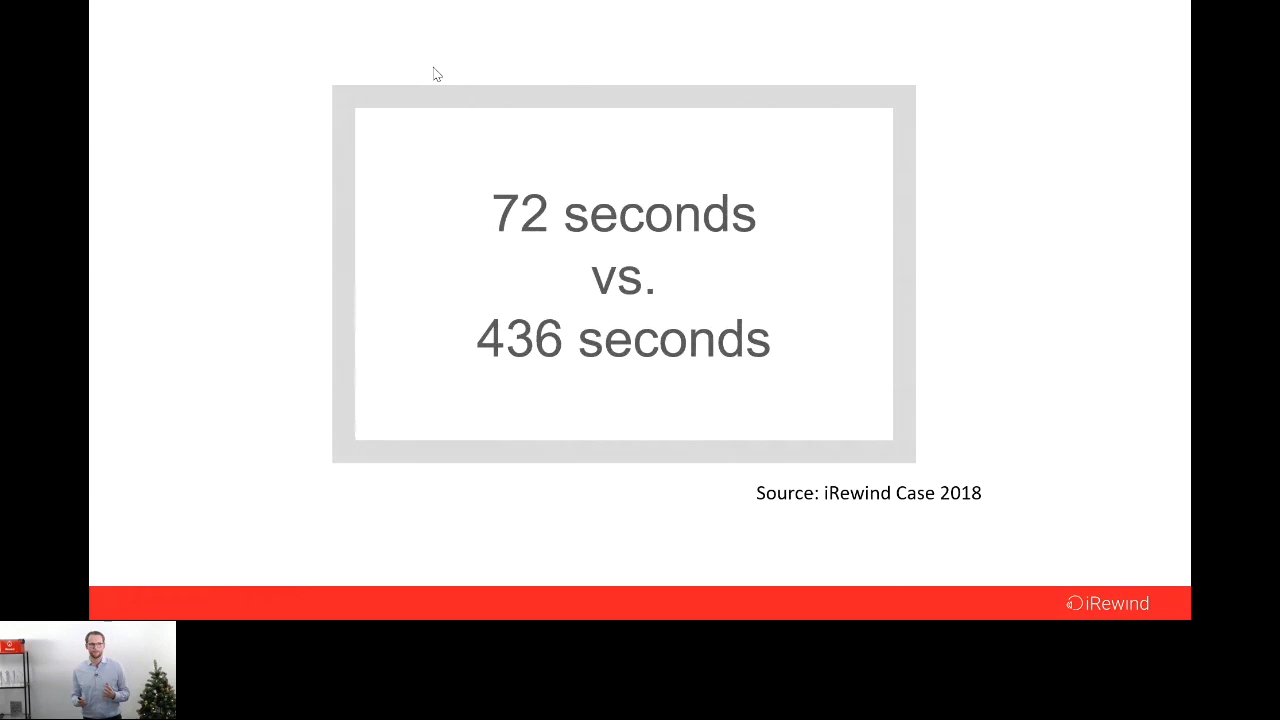 72 seconds
vs.
436 seconds
Source: iRewind Case 2018
iRewind